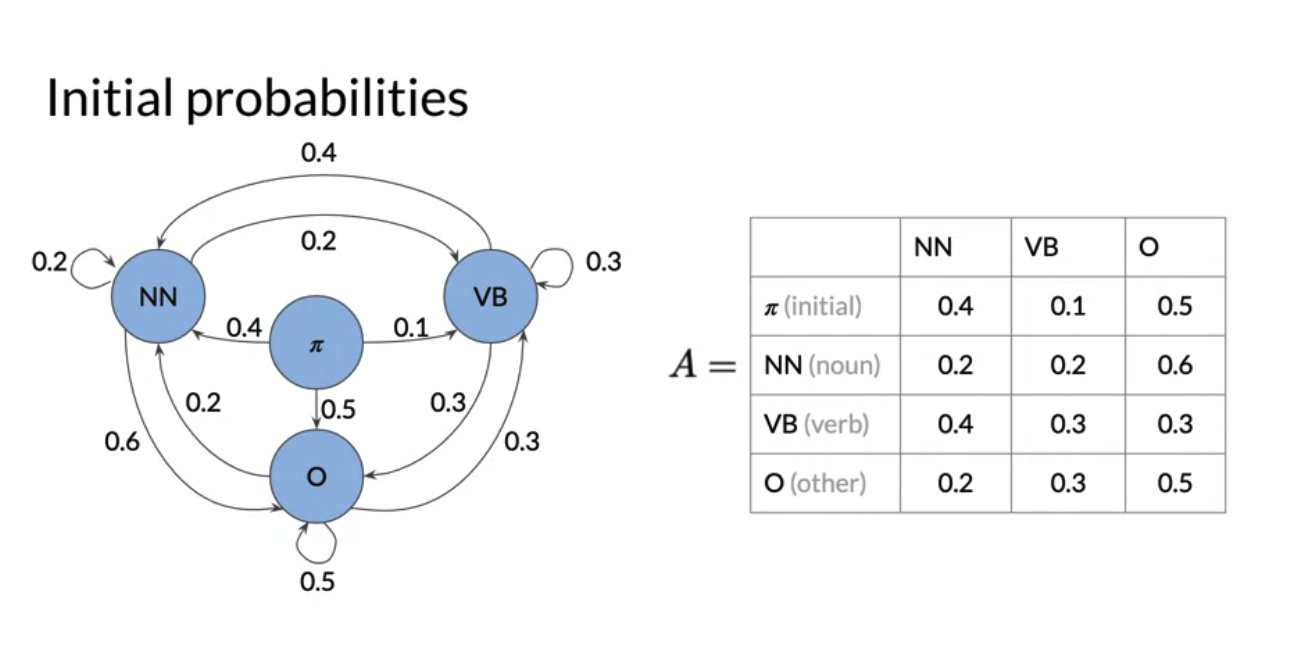 Initial probabilities
0.4
0.2
0.2
0.3
NN
VB
0.4
π
0.1
0.2
0.5
0.3
0.6
0.3
O
0.5
A =
NN VB O
π (initial) 0.4 0.1 0.5
NN (noun) 0.2 0.2 0.6
VB (verb) 0.4 0.3 0.3
O (other) 0.2 0.3 0.5